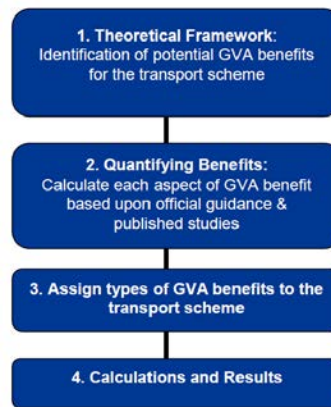 1. Theoretical Framework:
Identification of potential GVA benefits
for the transport scheme
2. Quantifying Benefits:
Calculate each aspect of GVA benefit
based upon official guidance &
published studies
3. Assign types of GVA benefits to the
transport scheme
4. Calculations and Results